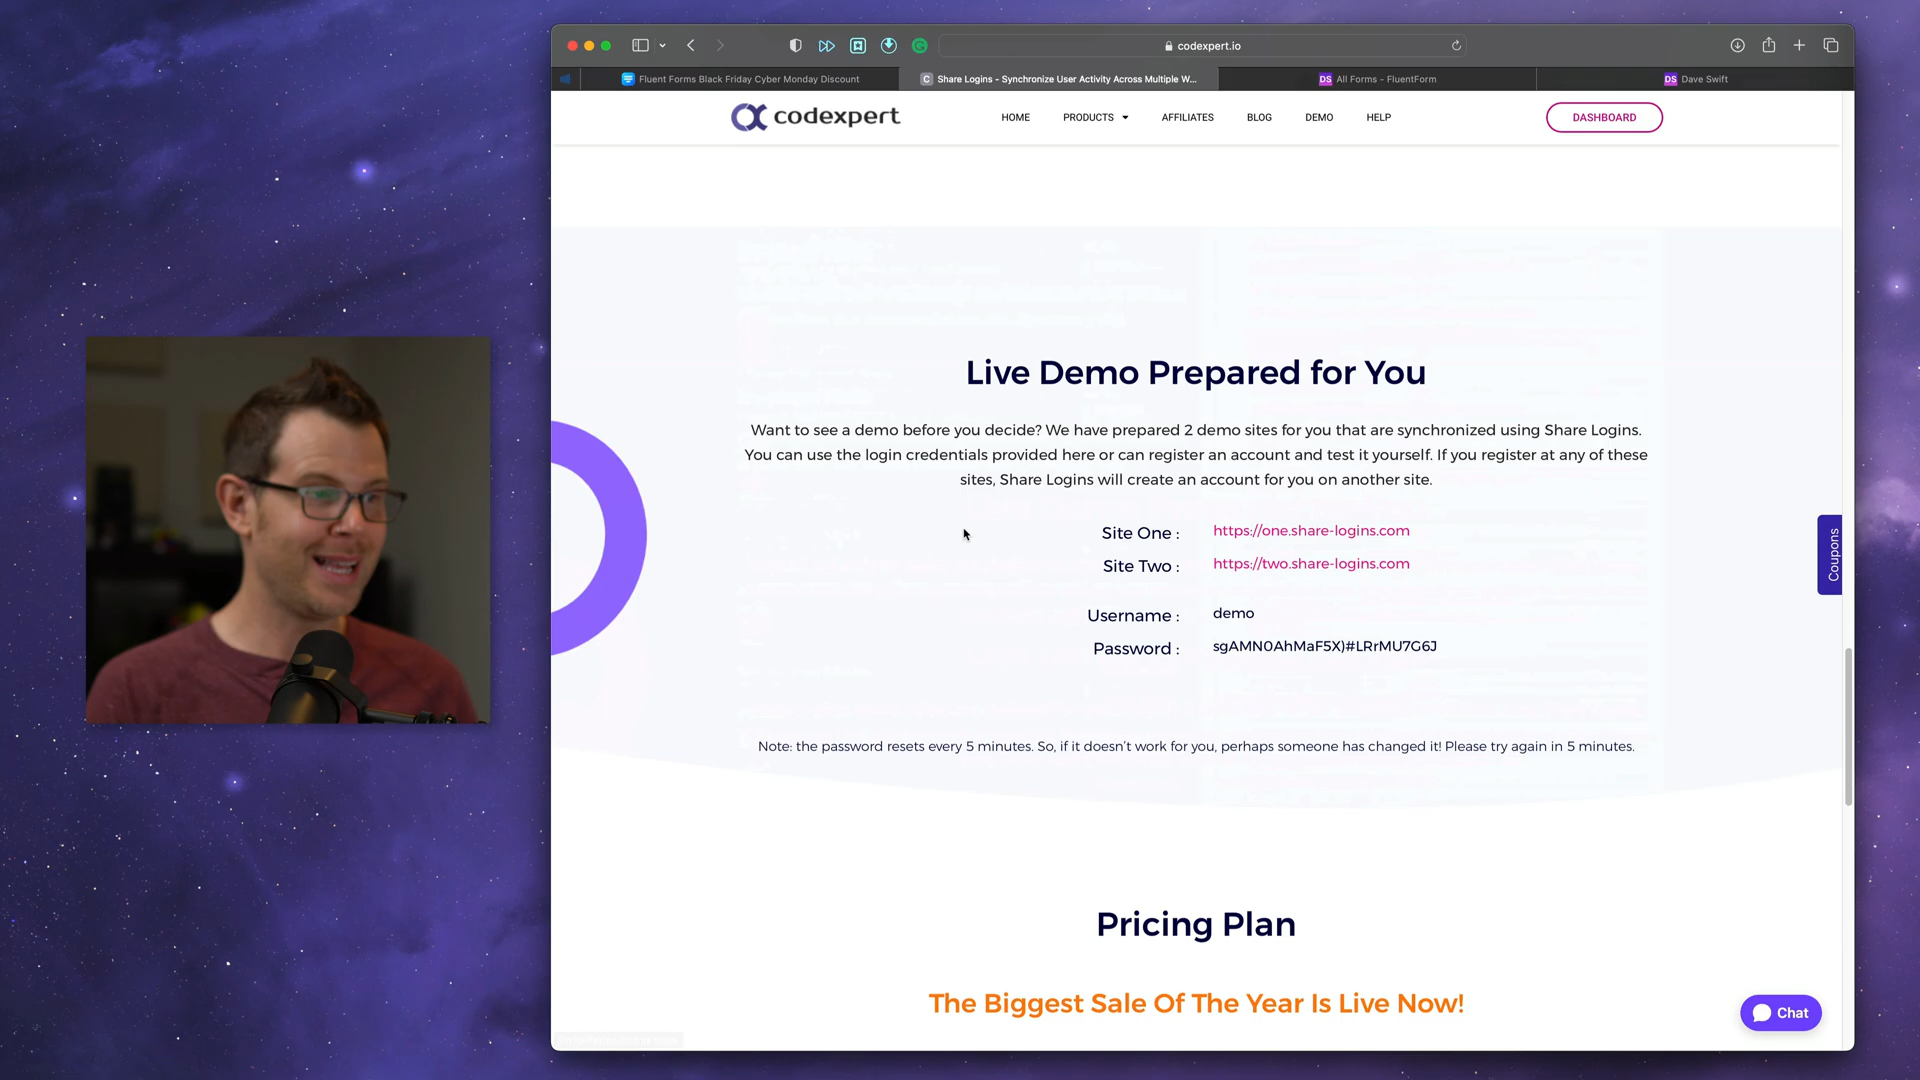 codexpert.io
Fluent Forms Black Friday Cyber Monday Discount
C Share Logins - Synchronize User Activity Across Multiple W...
DS All Forms - FluentForm
DS Dave Swift
codexpert
HOME
PRODUCTS
AFFILIATES
BLOG
DEMO
HELP
DASHBOARD
Live Demo Prepared for You
Want to see a demo before you decide? We have prepared 2 demo sites for you that are synchronized using Share Logins.
You can use the login credentials provided here or can register an account and test it yourself. If you register at any of these
sites, Share Logins will create an account for you on another site.
Site One : https://one.share-logins.com
Site Two : https://two.share-logins.com
Username : demo
Password : sgAMN0AhMaF5X)#LRrMU7G6J
Coupons
Note: the password resets every 5 minutes. So, if it doesn't work for you, perhaps someone has changed it! Please try again in 5 minutes.
Pricing Plan
The Biggest Sale Of The Year Is Live Now!
Chat